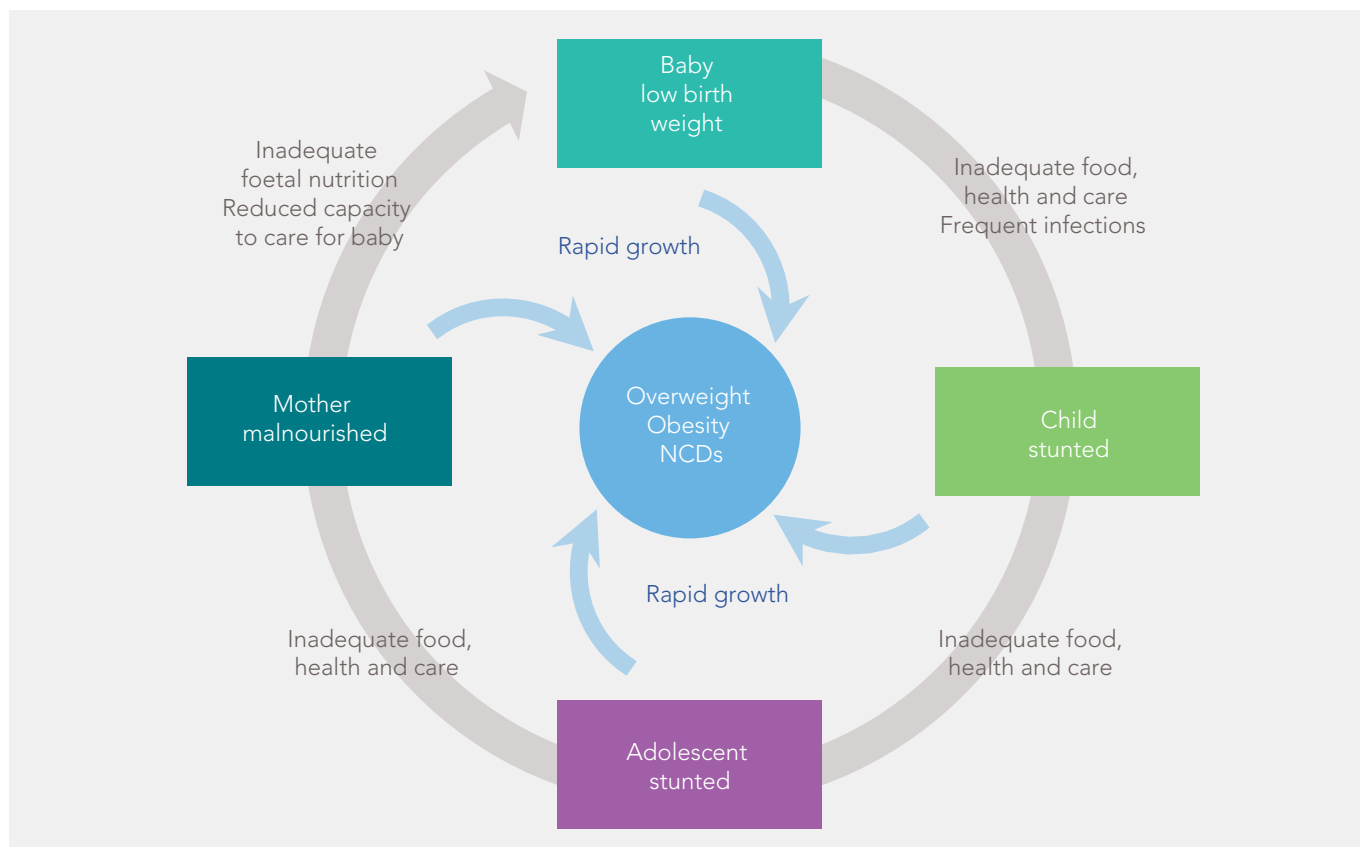 Baby
low birth
weight
Inadequate
foetal nutrition
Reduced capacity
to care for baby
Inadequate food,
health and care
Frequent infections
Rapid growth
Mother
malnourished
Overweight
Obesity
NCDs
Child
stunted
Rapid growth
Inadequate food,
health and care
Inadequate food,
health and care
Adolescent
stunted